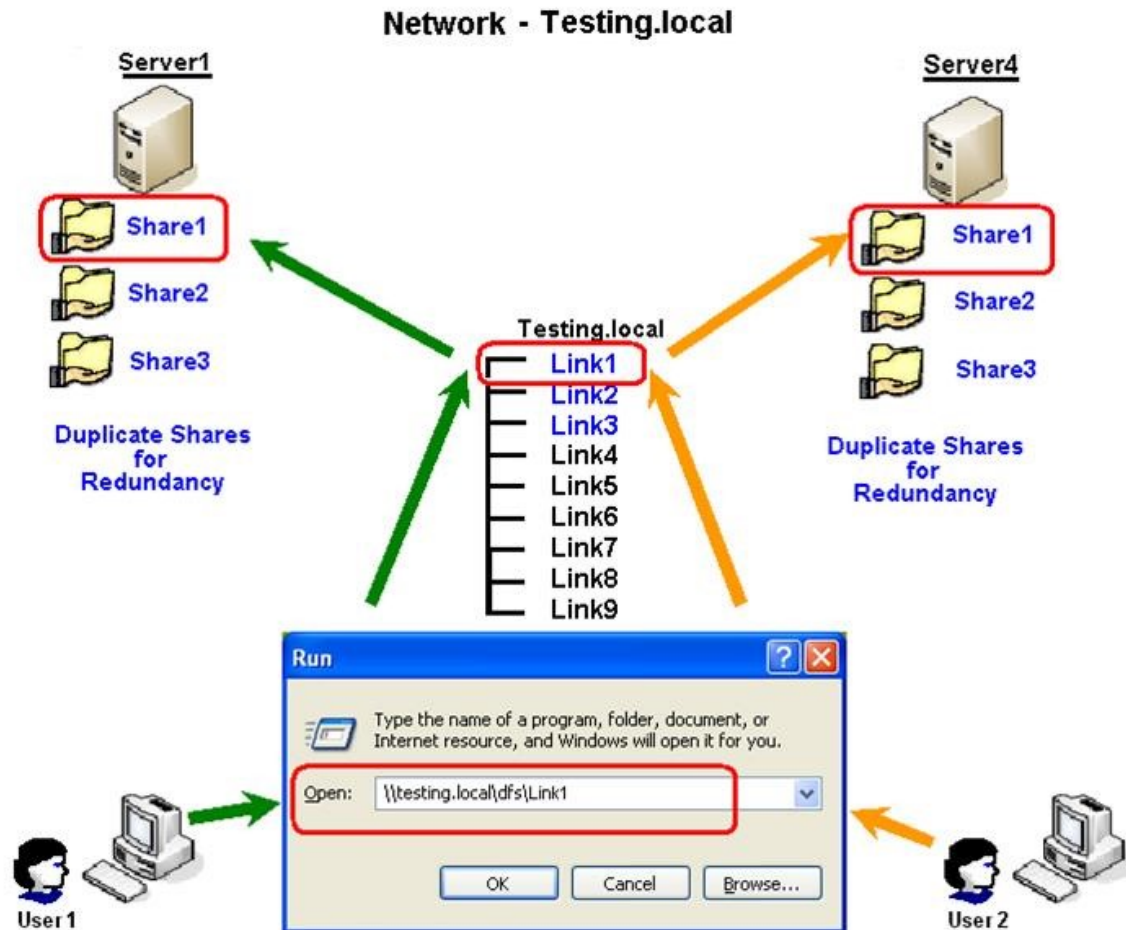 Network - Testing.local
Server1
Share1
Share2
Share3
Duplicate Shares
for
Redundancy
Server4
Share1
Share2
Share3
Duplicate Shares
for
Redundancy
Testing.local
Link1
Link2
Link3
Link4
Link5
Link6
Link7
Link8
Link9
Run
Type the name of a program, folder, document, or
Internet resource, and Windows will open it for you.
Open: \\testing.local\dfs\Link1
OK Cancel Browse...
User 1
User 2